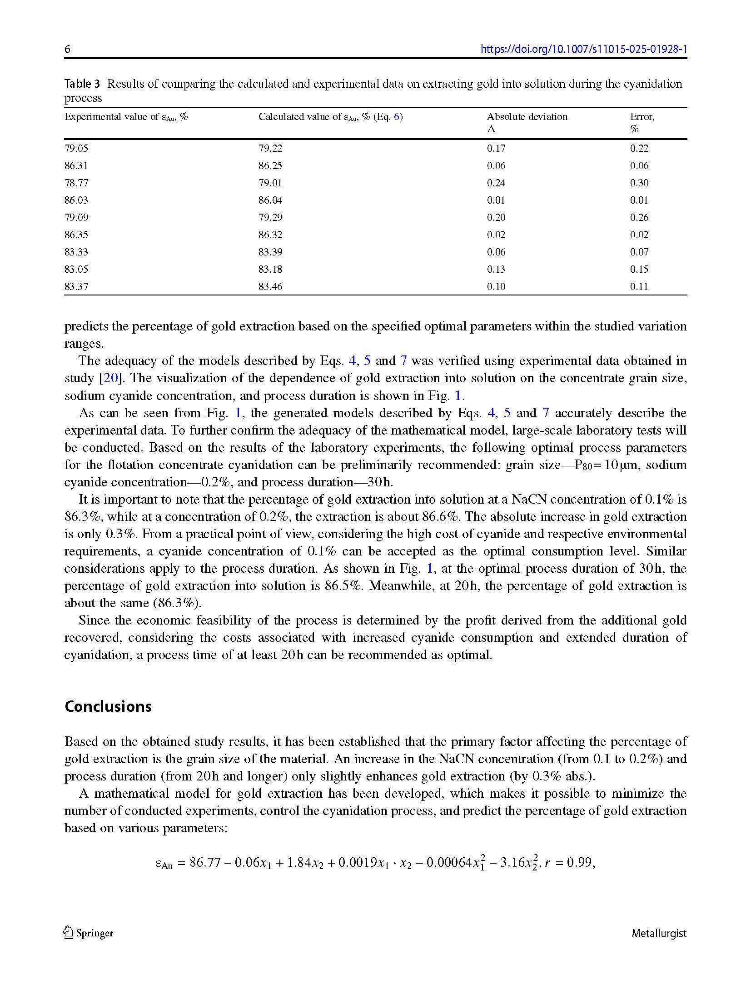 6 https://doi.org/10.1007/s11015-025-01928-1
Table 3 Results of comparing the calculated and experimental data on extracting gold into solution during the cyanidation
process
Experimental value of εAu, % Calculated value of εAu, % (Eq. 6) Absolute deviation Error,
Δ %
79.05 79.22 0.17 0.22
86.31 86.25 0.06 0.06
78.77 79.01 0.24 0.30
86.03 86.04 0.01 0.01
79.09 79.29 0.20 0.26
86.35 86.32 0.02 0.02
83.33 83.39 0.06 0.07
83.05 83.18 0.13 0.15
83.37 83.46 0.10 0.11
predicts the percentage of gold extraction based on the specified optimal parameters within the studied variation
ranges.
The adequacy of the models described by Eqs. 4, 5 and 7 was verified using experimental data obtained in
study [20]. The visualization of the dependence of gold extraction into solution on the concentrate grain size,
sodium cyanide concentration, and process duration is shown in Fig. 1.
As can be seen from Fig. 1, the generated models described by Eqs. 4, 5 and 7 accurately describe the
experimental data. To further confirm the adequacy of the mathematical model, large-scale laboratory tests will
be conducted. Based on the results of the laboratory experiments, the following optimal process parameters
for the flotation concentrate cyanidation can be preliminarily recommended: grain size—P80 = 10 µm, sodium
cyanide concentration—0.2%, and process duration—30 h.
It is important to note that the percentage of gold extraction into solution at a NaCN concentration of 0.1% is
86.3%, while at a concentration of 0.2%, the extraction is about 86.6%. The absolute increase in gold extraction
is only 0.3%. From a practical point of view, considering the high cost of cyanide and respective environmental
requirements, a cyanide concentration of 0.1% can be accepted as the optimal consumption level. Similar
considerations apply to the process duration. As shown in Fig. 1, at the optimal process duration of 30 h, the
percentage of gold extraction into solution is 86.5%. Meanwhile, at 20 h, the percentage of gold extraction is
about the same (86.3%).
Since the economic feasibility of the process is determined by the profit derived from the additional gold
recovered, considering the costs associated with increased cyanide consumption and extended duration of
cyanidation, a process time of at least 20 h can be recommended as optimal.
Conclusions
Based on the obtained study results, it has been established that the primary factor affecting the percentage of
gold extraction is the grain size of the material. An increase in the NaCN concentration (from 0.1 to 0.2%) and
process duration (from 20 h and longer) only slightly enhances gold extraction (by 0.3% abs.).
A mathematical model for gold extraction has been developed, which makes it possible to minimize the
number of conducted experiments, control the cyanidation process, and predict the percentage of gold extraction
based on various parameters:
εAu = 86.77 − 0.06x₁ + 1.84x₂ + 0.0019x₁ · x₂ − 0.00064x₁² − 3.16x₂², r = 0.99,
Springer Metallurgist